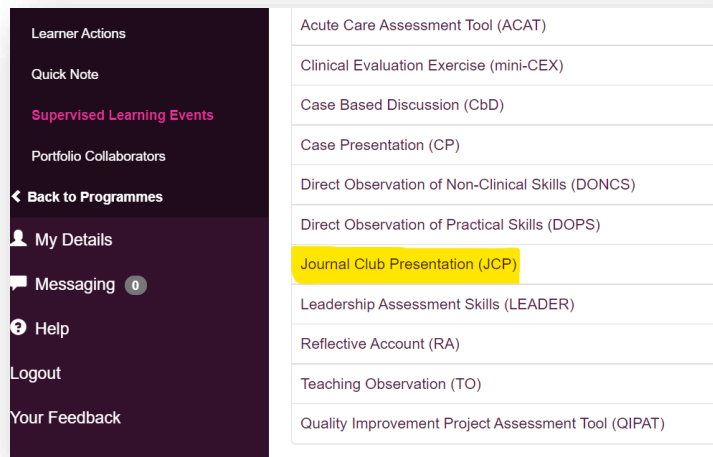 Learner Actions
Quick Note
Supervised Learning Events
Portfolio Collaborators
Back to Programmes
My Details
Messaging 0
Help
Logout
Your Feedback
Acute Care Assessment Tool (ACAT)
Clinical Evaluation Exercise (mini-CEX)
Case Based Discussion (CbD)
Case Presentation (CP)
Direct Observation of Non-Clinical Skills (DONCS)
Direct Observation of Practical Skills (DOPS)
Journal Club Presentation (JCP)
Leadership Assessment Skills (LEADER)
Reflective Account (RA)
Teaching Observation (TO)
Quality Improvement Project Assessment Tool (QIPAT)